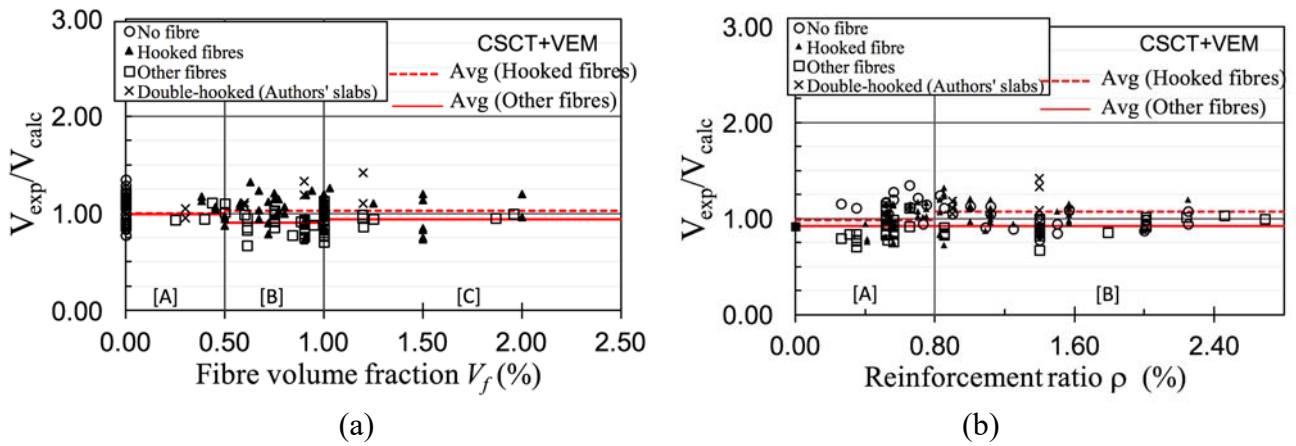 3.00
No fibre
Hooked fibres
Other fibres
Double-hooked (Authors' slabs)
CSCT+VEM
Avg (Hooked fibres)
Avg (Other fibres)
2.00
1.00
0.00
Vexp/Vcalc
[A]
[B]
[C]
0.00 0.50 1.00 1.50 2.00 2.50
Fibre volume fraction Vf (%)
(a)
3.00
No fibre
Hooked fibre
Other fibres
Double-hooked (Authors' slabs)
CSCT+VEM
Avg (Hooked fibres)
Avg (Other fibres)
2.00
1.00
0.00
Vexp/Vcalc
[A]
[B]
0.00 0.80 1.60 2.40
Reinforcement ratio ρ (%)
(b)